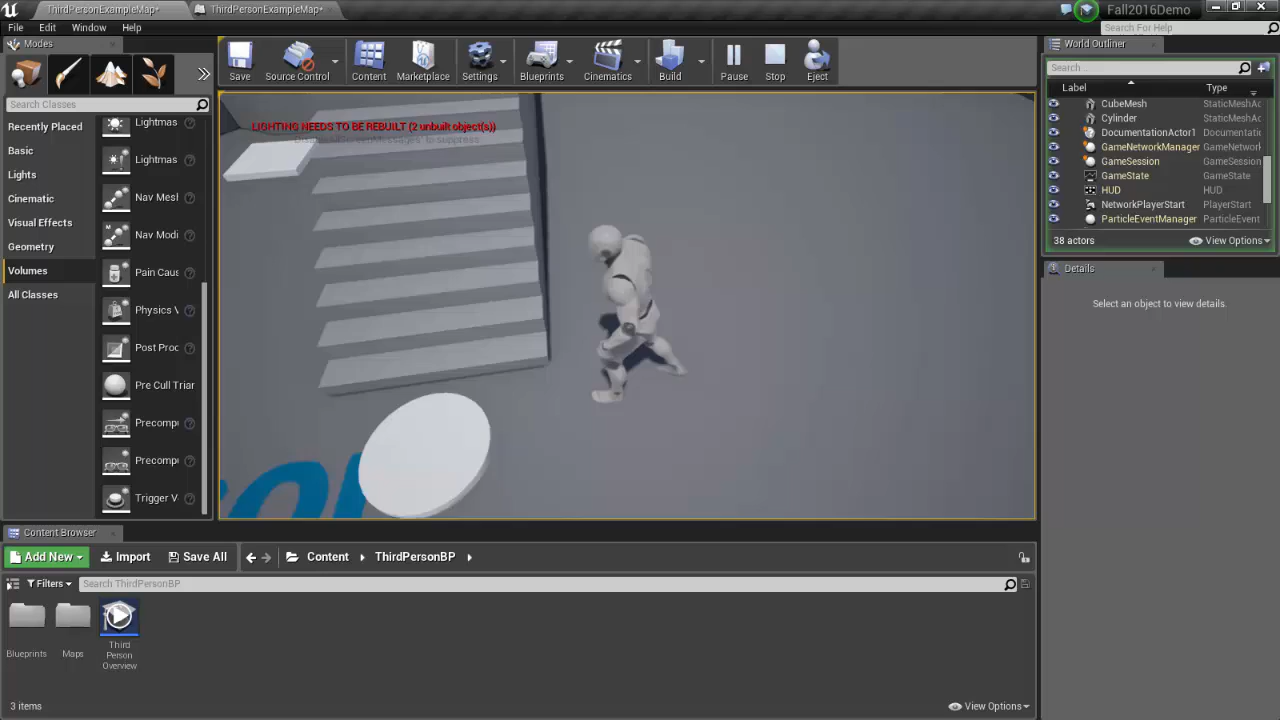 ThirdPersonExampleMap*
ThirdPersonExampleMap*
Fall2016Demo
File Edit Window Help
Search For Help
Modes
World Outliner
Save
Source Control
Content
Marketplace
Settings
Blueprints
Cinematics
Build
Pause
Stop
Eject
Search Classes
Recently Placed
Basic
Lights
Cinematic
Visual Effects
Geometry
Volumes
All Classes
Lightmas
Lightmas
Nav Mesl
Nav Modi
Pain Caus
Physics V
Post Proc
Pre Cull Triar
Precomp
Precomp
Trigger V
LIGHTING NEEDS TO BE REBUILT (2 unbuilt object(s))
Search...
Label Type
CubeMesh StaticMeshAc
Cylinder StaticMeshAc
DocumentationActor1 Documentatic
GameNetworkManager GameNetwork
GameSession GameSession
GameState GameState
HUD HUD
NetworkPlayerStart PlayerStart
ParticleEventManager ParticleEvent
38 actors View Options
Details
Select an object to view details.
Content Browser
Add New Import Save All Content ThirdPersonBP
Filters Search ThirdPersonBP
Blueprints
Maps
Third
Person
Overview
3 items
View Options